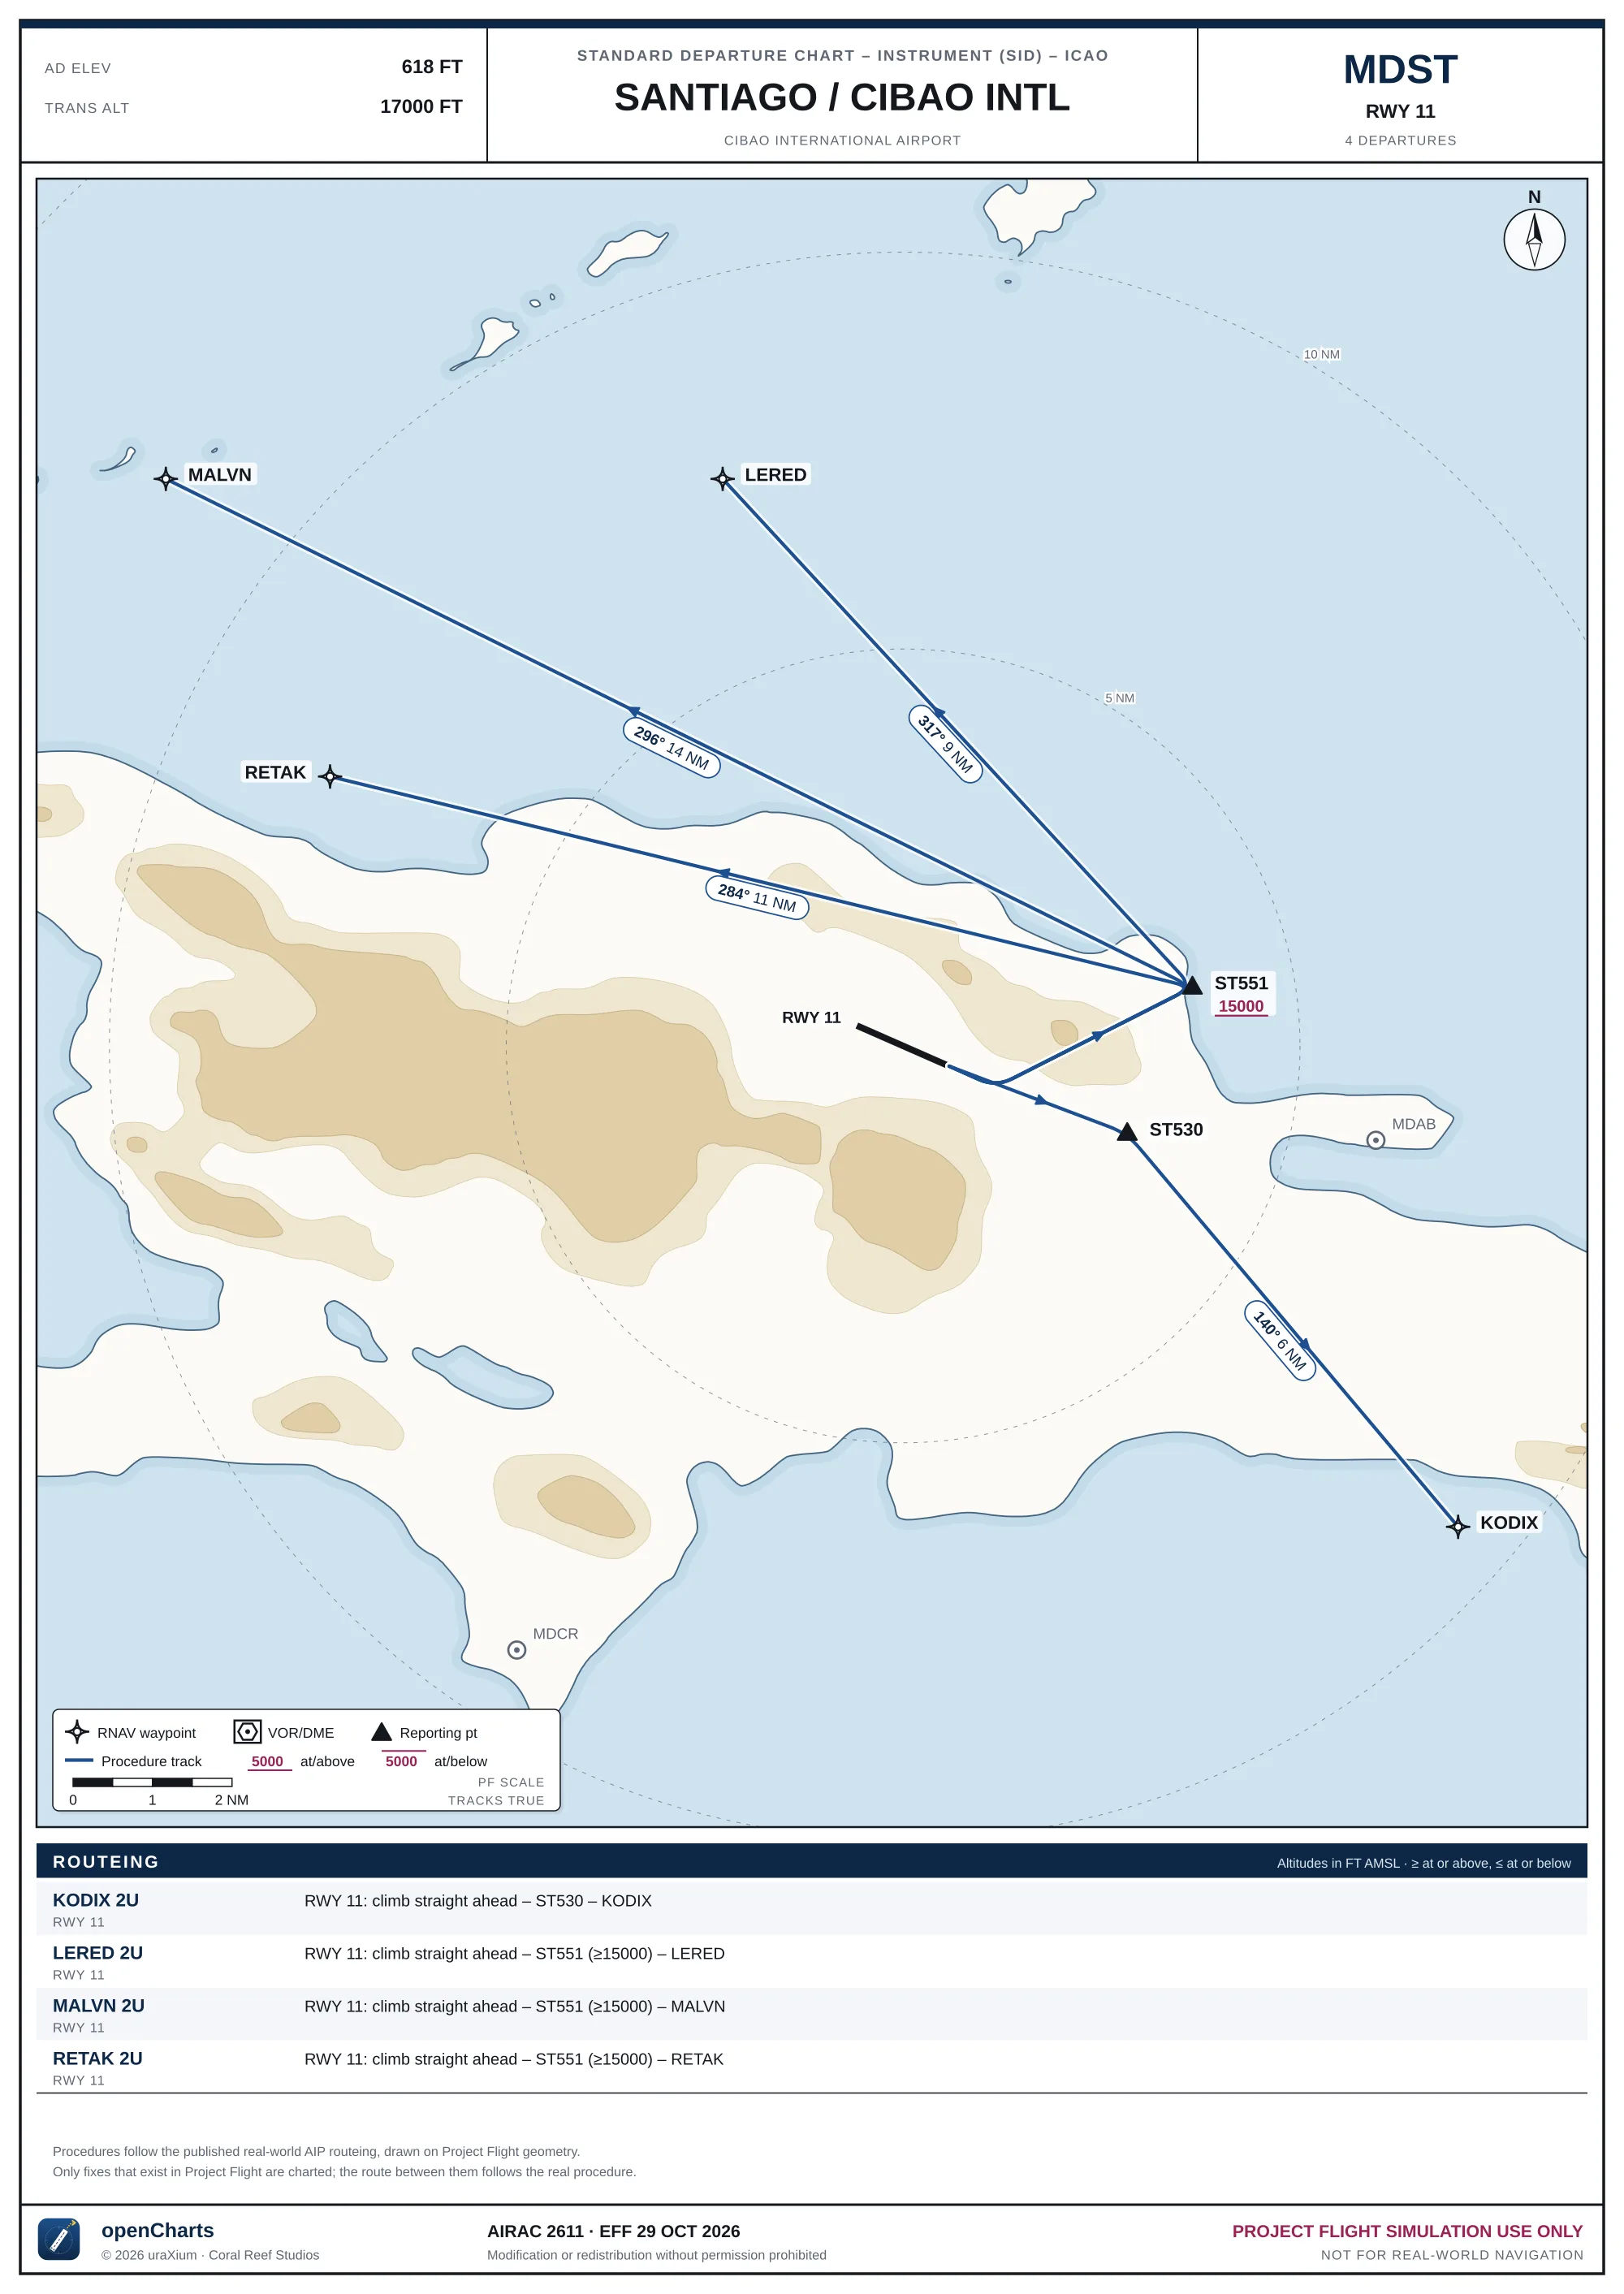 AD ELEV 618 FT
TRANS ALT 17000 FT
STANDARD DEPARTURE CHART – INSTRUMENT (SID) – ICAO
SANTIAGO / CIBAO INTL
CIBAO INTERNATIONAL AIRPORT
MDST
RWY 11
4 DEPARTURES
N
10 NM
MALVN
LERED
5 NM
317° 9 NM
296° 14 NM
RETAK
284° 11 NM
ST551
15000
RWY 11
MDAB
ST530
140° 6 NM
KODIX
MDCR
RNAV waypoint VOR/DME Reporting pt
Procedure track 5000 at/above 5000 at/below
PF SCALE
0 1 2 NM TRACKS TRUE
ROUTEING Altitudes in FT AMSL · ≥ at or above, ≤ at or below
KODIX 2U RWY 11: climb straight ahead – ST530 – KODIX
RWY 11
LERED 2U RWY 11: climb straight ahead – ST551 (≥15000) – LERED
RWY 11
MALVN 2U RWY 11: climb straight ahead – ST551 (≥15000) – MALVN
RWY 11
RETAK 2U RWY 11: climb straight ahead – ST551 (≥15000) – RETAK
RWY 11
Procedures follow the published real-world AIP routeing, drawn on Project Flight geometry.
Only fixes that exist in Project Flight are charted; the route between them follows the real procedure.
openCharts AIRAC 2611 · EFF 29 OCT 2026 PROJECT FLIGHT SIMULATION USE ONLY
© 2026 uraXium · Coral Reef Studios Modification or redistribution without permission prohibited NOT FOR REAL-WORLD NAVIGATION